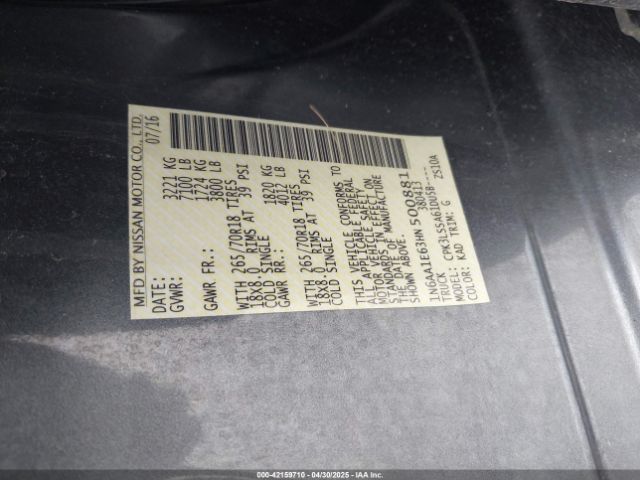 MFD BY NISSAN MOTOR CO., LTD.
DATE: 07/16
GVWR: 3221 KG
7100 LB
GAWR FR.: 1724 KG
3800 LB
WITH 265/70R18 TIRES
18X8.0 RIMS AT 39 PSI
COLD SINGLE
GAWR RR.: 1820 KG
4012 LB
WITH 265/70R18 TIRES
18X8.0 RIMS AT 39 PSI
COLD SINGLE
THIS VEHICLE CONFORMS TO
ALL APPLICABLE FEDERAL
MOTOR VEHICLE SAFETY
STANDARDS IN EFFECT ON
THE DATE OF MANUFACTURE
SHOWN ABOVE.
1N6AA1E63HN500881
TRUCK
MODEL: CPK3LS5A61DU5B---- ZS10A
COLOR: KAD TRIM: G
000-42159710 - 04/30/2025 - IAA Inc.